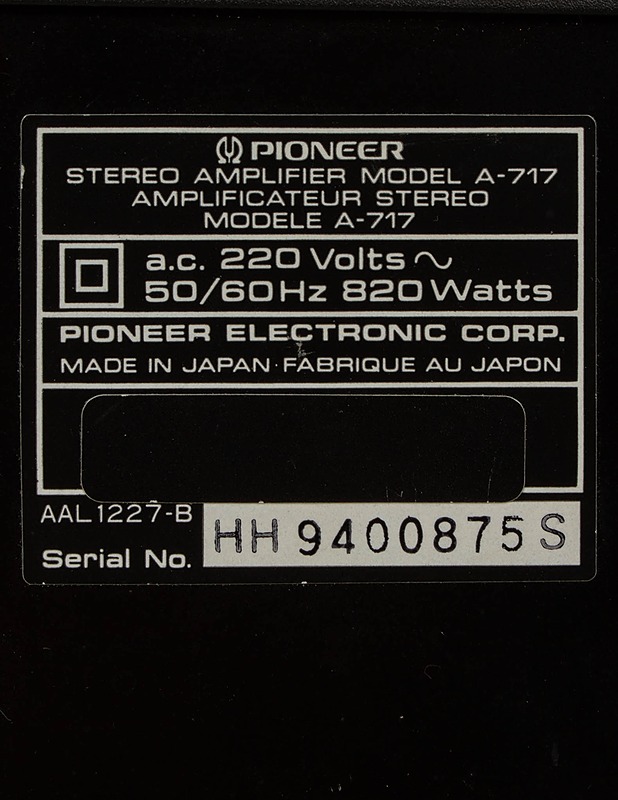 PIONEER
STEREO AMPLIFIER MODEL A-717
AMPLIFICATEUR STEREO
MODELE A-717
a.c. 220 Volts ~
50/60Hz 820 Watts
PIONEER ELECTRONIC CORP.
MADE IN JAPAN·FABRIQUE AU JAPON
AAL1227-B
Serial No. HH 9400875 S